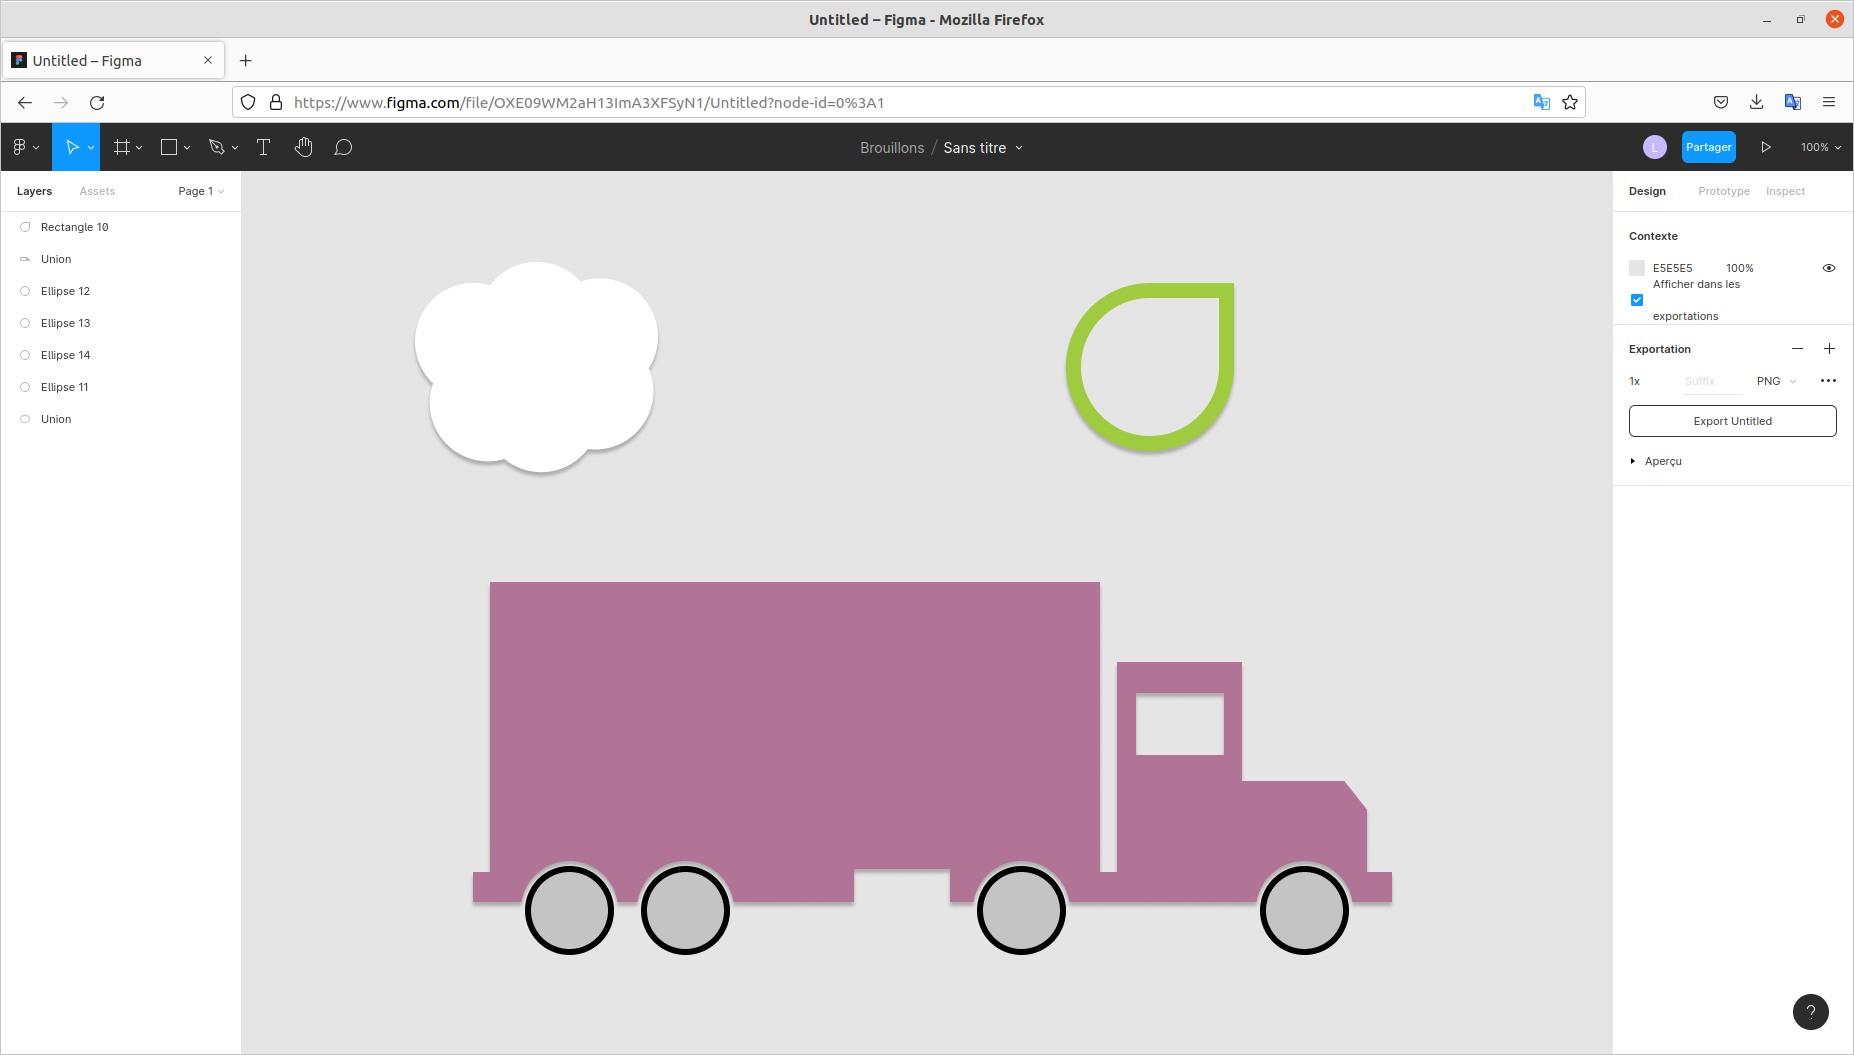 Untitled – Figma - Mozilla Firefox
Untitled – Figma
https://www.figma.com/file/OXE09WM2aH13ImA3XFSyN1/Untitled?node-id=0%3A1
Brouillons / Sans titre
L
Partager
100%
Layers
Assets
Page 1
Rectangle 10
Union
Ellipse 12
Ellipse 13
Ellipse 14
Ellipse 11
Union
Design
Prototype
Inspect
Contexte
E5E5E5
100%
Afficher dans les
exportations
Exportation
1x
Suffix
PNG
Export Untitled
Aperçu
?